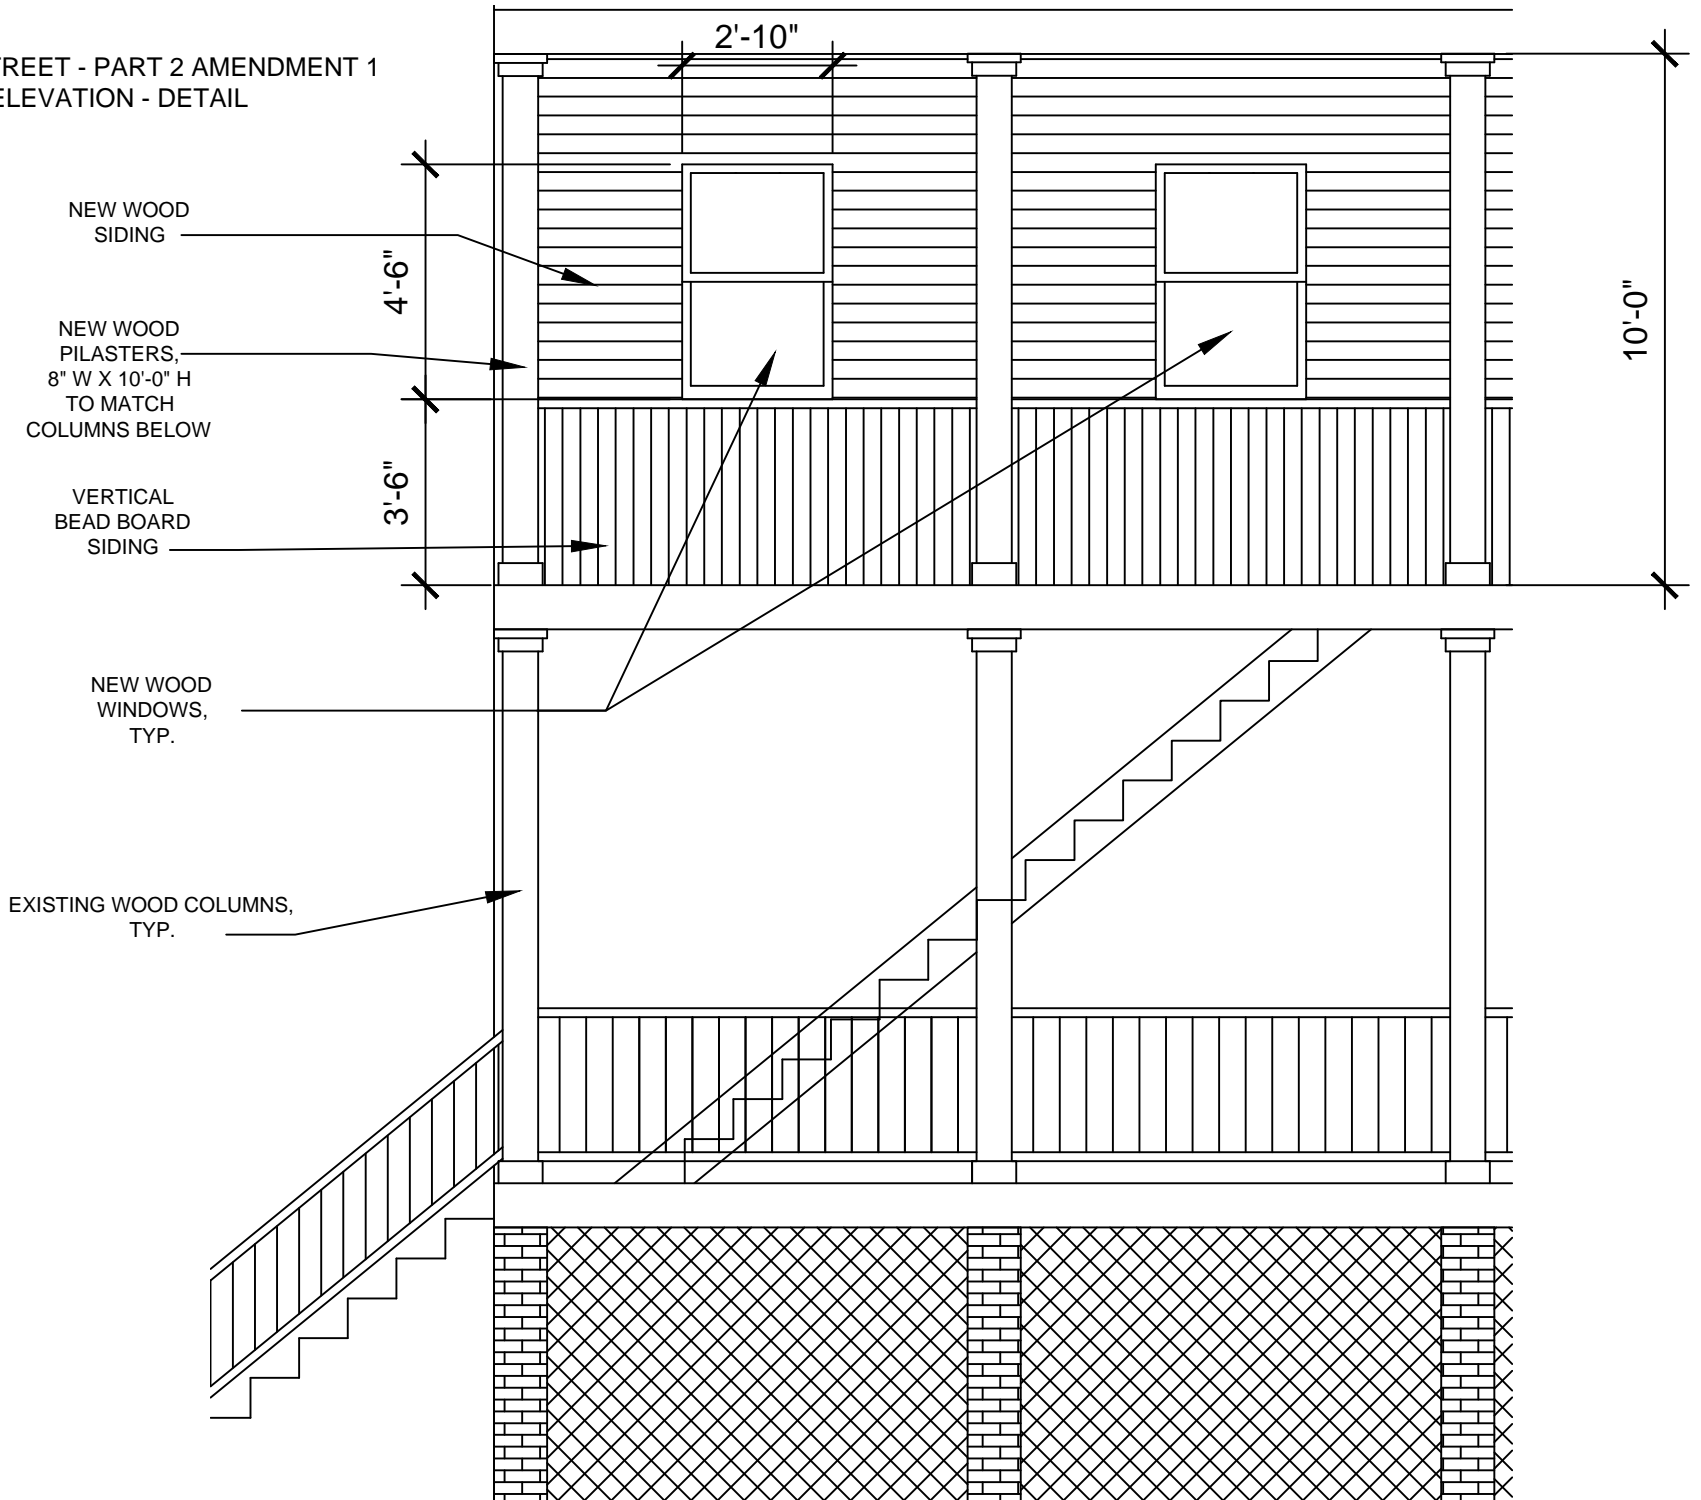 TREET - PART 2 AMENDMENT 1
ELEVATION - DETAIL
2'-10"
NEW WOOD
SIDING
4'-6"
10'-0"
NEW WOOD
PILASTERS,
8" W X 10'-0" H
TO MATCH
COLUMNS BELOW
3'-6"
VERTICAL
BEAD BOARD
SIDING
NEW WOOD
WINDOWS,
TYP.
EXISTING WOOD COLUMNS,
TYP.